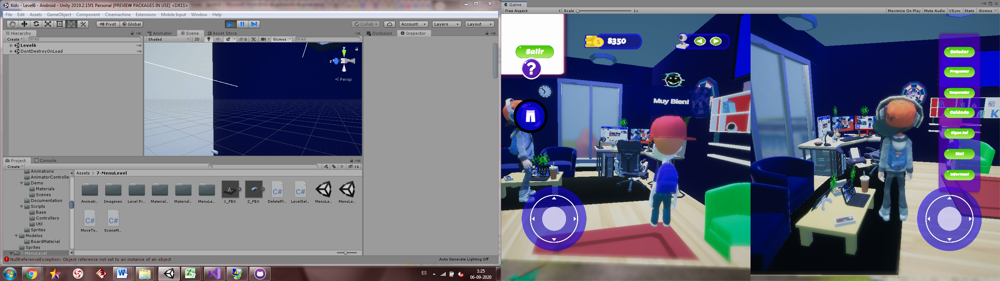 Kids - Level6 - Android - Unity 2019.2.15f1 Personal [PREVIEW PACKAGES IN USE] <DX11>
File Edit Assets GameObject Component Cinemachine Extensions Mobile Input Window Help
Pivot Global Collab Account Layers Layout
Hierarchy
Create All
Level6
DontDestroyOnLoad
Animator Scene Asset Store
Shaded 2D 0 Gizmos All
y
z
Persp
Occlusion Inspector
Project Console
Create 16
Animations
AnimatorControlle
Demo
Materials
Scenes
Documentation
Scripts
Base
Controllers
Util
Sprites
Modelos
BoardMaterial
Sprites
7-MenuLevel
Assets > 7-MenuLevel
Animati... Imagenes Level Pr... Material... Material... MenuLe... 1_FBX 2_FBX DeletePl... LevelSel... MenuLe... MenuLe...
C# C#
C# C#
MoveTo... SceneM...
NullReferenceException: Object reference not set to an instance of an object
Auto Generate Lighting Off
ES
1:25
06-09-2020
Game
Free Aspect Scale 1x Maximize On Play Mute Audio VSync Stats Gizmos
Salir
?
8350
Muy Bien!
Saludar
Preguntar
Responder
Cuidado
Sigue Asi
Mal
Informaci
K